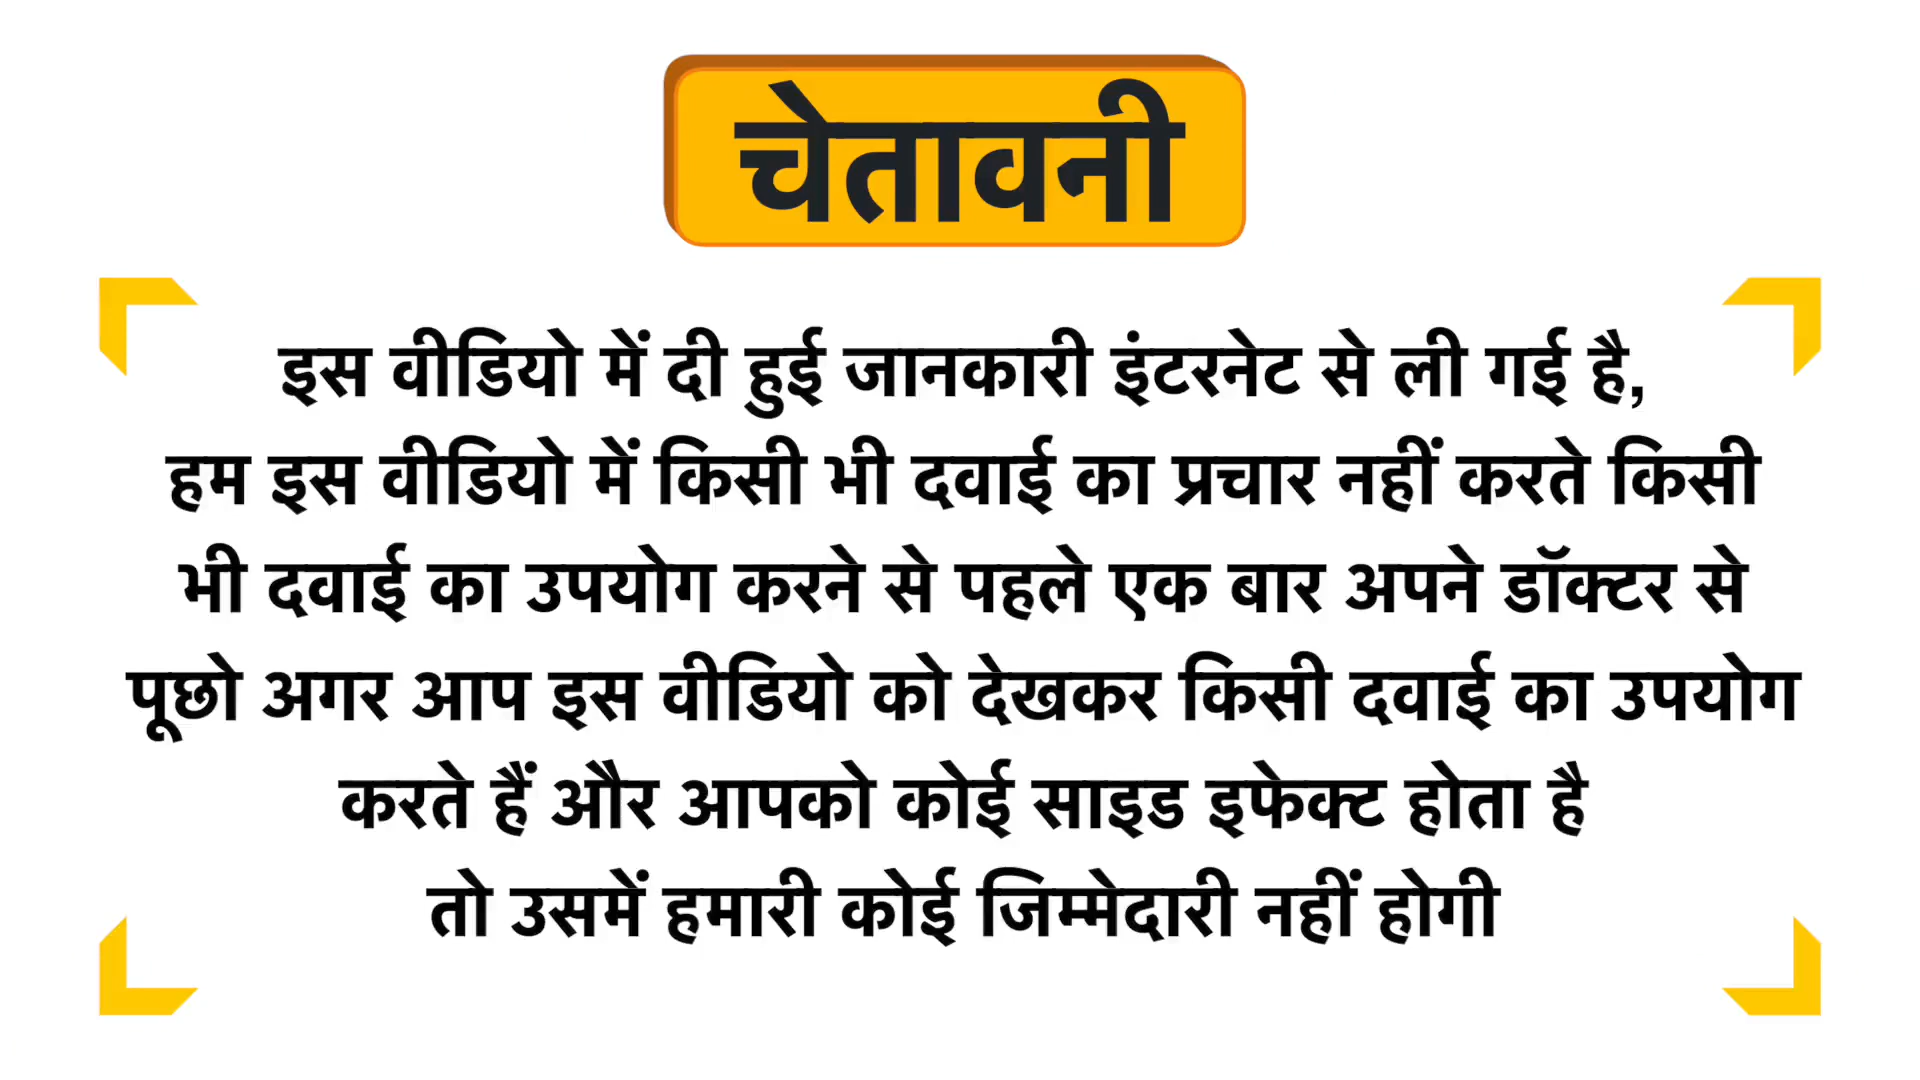 चेतावनी
इस वीडियो में दी हुई जानकारी इंटरनेट से ली गई है,
हम इस वीडियो में किसी भी दवाई का प्रचार नहीं करते किसी
भी दवाई का उपयोग करने से पहले एक बार अपने डॉक्टर से
पूछो अगर आप इस वीडियो को देखकर किसी दवाई का उपयोग
करते हैं और आपको कोई साइड इफेक्ट होता है
तो उसमें हमारी कोई जिम्मेदारी नहीं होगी